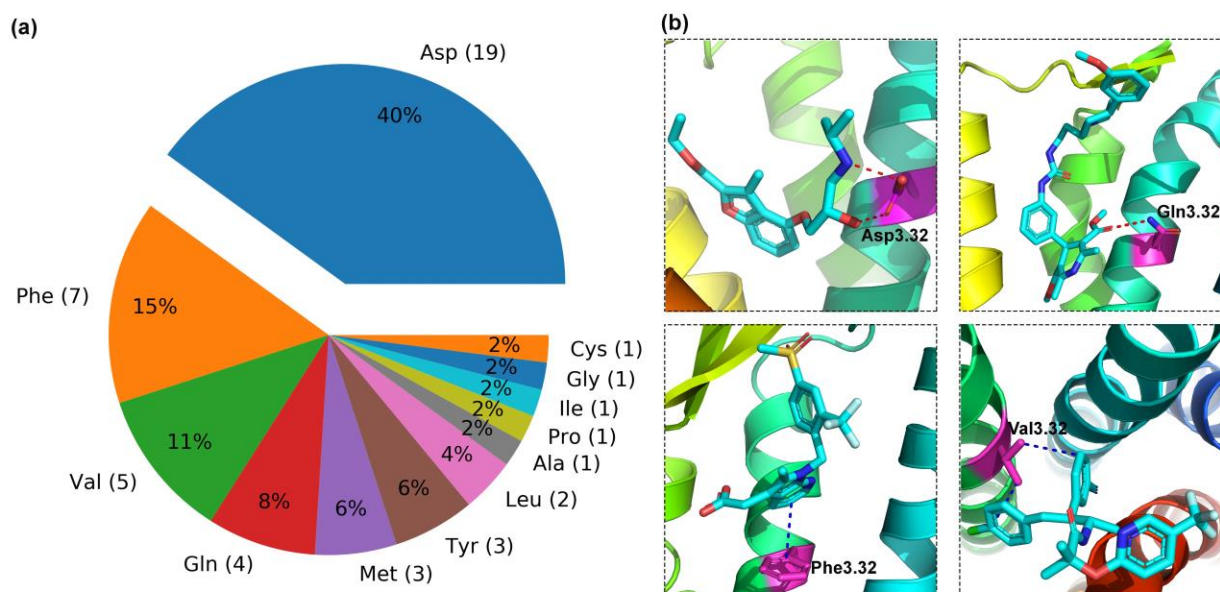 (a)
Asp (19)
40%
Phe (7)
15%
Val (5)
11%
Gln (4)
8%
Met (3)
6%
Tyr (3)
6%
Leu (2)
4%
Ala (1)
2%
Pro (1)
2%
Ile (1)
2%
Gly (1)
2%
Cys (1)
2%
(b)
Asp3.32
Gln3.32
Phe3.32
Val3.32